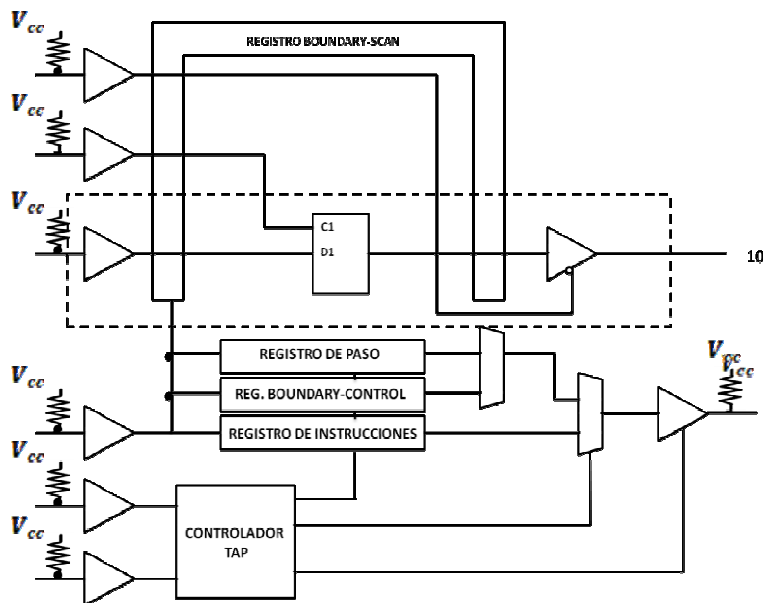 Vcc
REGISTRO BOUNDARY-SCAN
Vcc
Vcc
C1
D1
10
REGISTRO DE PASO
Vcc
Vcc
Vcc
REG. BOUNDARY-CONTROL
REGISTRO DE INSTRUCCIONES
Vcc
CONTROLADOR
TAP
Vcc